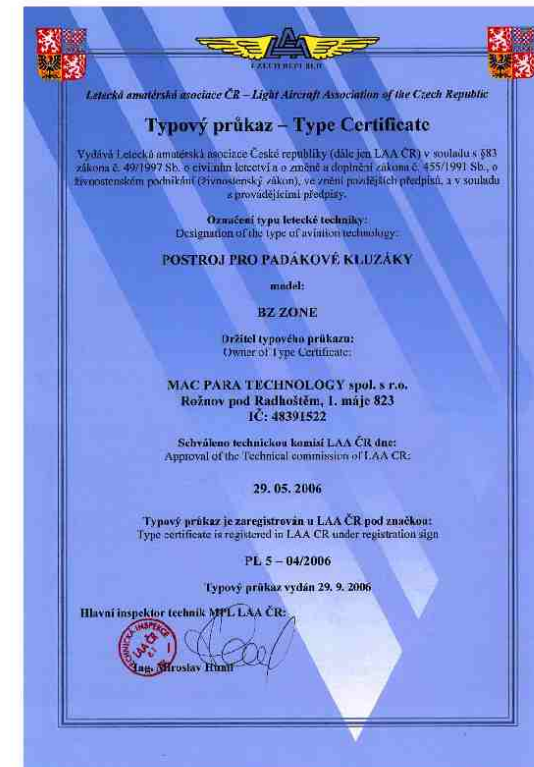 LAA
CZECH REPUBLIC
Letecká amatérská asociace ČR – Light Aircraft Association of the Czech Republic
Typový průkaz – Type Certificate
Vydává Letecká amatérská asociace České republiky (dále jen LAA ČR) v souladu s §83
zákona č. 49/1997 Sb. o civilním letectví a o změně a doplnění zákona č. 455/1991 Sb., o
živnostenském podnikání (živnostenský zákon), ve znění pozdějších předpisů, a v souladu
s prováděcími předpisy.
Označení typu letecké techniky:
Designation of the type of aviation technology:
POSTROJ PRO PADÁKOVÉ KLUZÁKY
model:
BZ ZONE
Držitel typového průkazu:
Owner of Type Certificate:
MAC PARA TECHNOLOGY spol. s r.o.
Rožnov pod Radhoštěm, 1. máje 823
IČ: 48391522
Schváleno technickou komisí LAA ČR dne:
Approval of the Technical commission of LAA CR:
29. 05. 2006
Typový průkaz je zaregistrován u LAA ČR pod značkou:
Type certificate is registered in LAA CR under registration sign
PL 5 – 04/2006
Typový průkaz vydán 29. 9. 2006
Hlavní inspektor technik MPL LAA ČR:
TECHNICKÁ INSPEKCE
LAA ČR
Ing. Miroslav